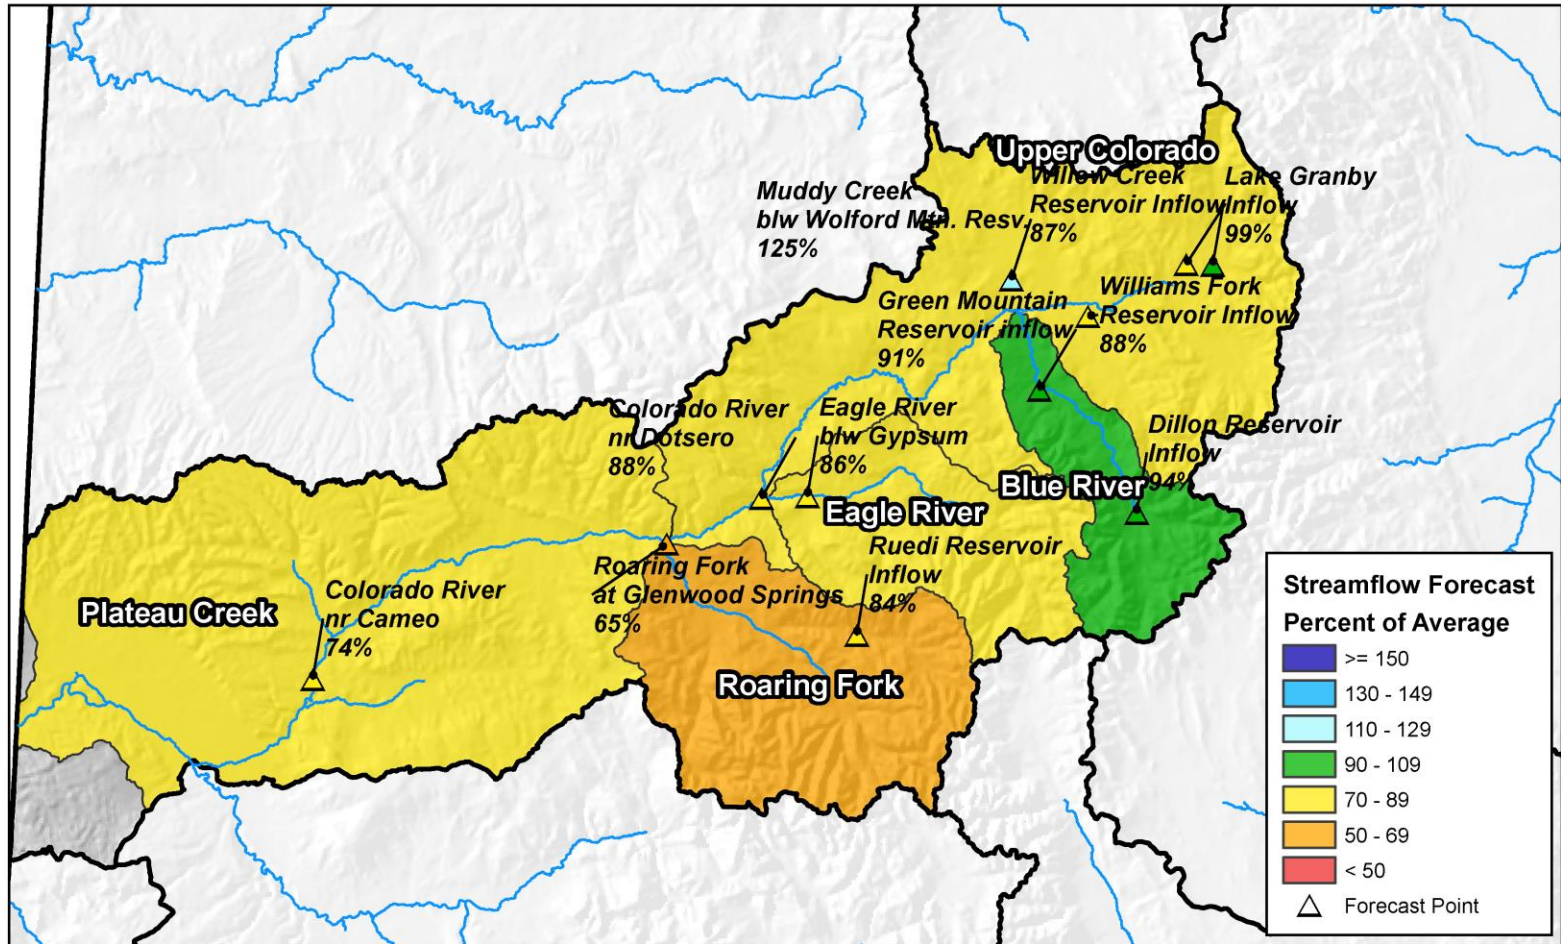 Upper Colorado
Muddy Creek
blw Wolford Mtn. Resv.
125%
Willow Creek
Reservoir Inflow
87%
Lake Granby
Inflow
99%
Green Mountain
Reservoir inflow
91%
Williams Fork
Reservoir Inflow
88%
Colorado River
nr Dotsero
88%
Eagle River
blw Gypsum
86%
Dillon Reservoir
Inflow
94%
Blue River
Eagle River
Ruedi Reservoir
Inflow
84%
Roaring Fork
at Glenwood Springs
65%
Colorado River
nr Cameo
74%
Plateau Creek
Roaring Fork
Streamflow Forecast
Percent of Average
>= 150
130 - 149
110 - 129
90 - 109
70 - 89
50 - 69
< 50
Forecast Point